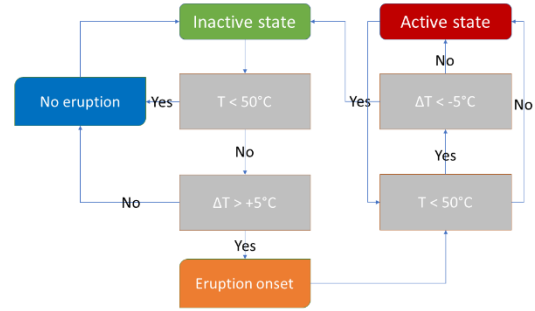 Inactive state
Active state
No
No eruption
Yes
T < 50°C
Yes
ΔT < -5°C
No
No
Yes
No
ΔT > +5°C
T < 50°C
Yes
Eruption onset